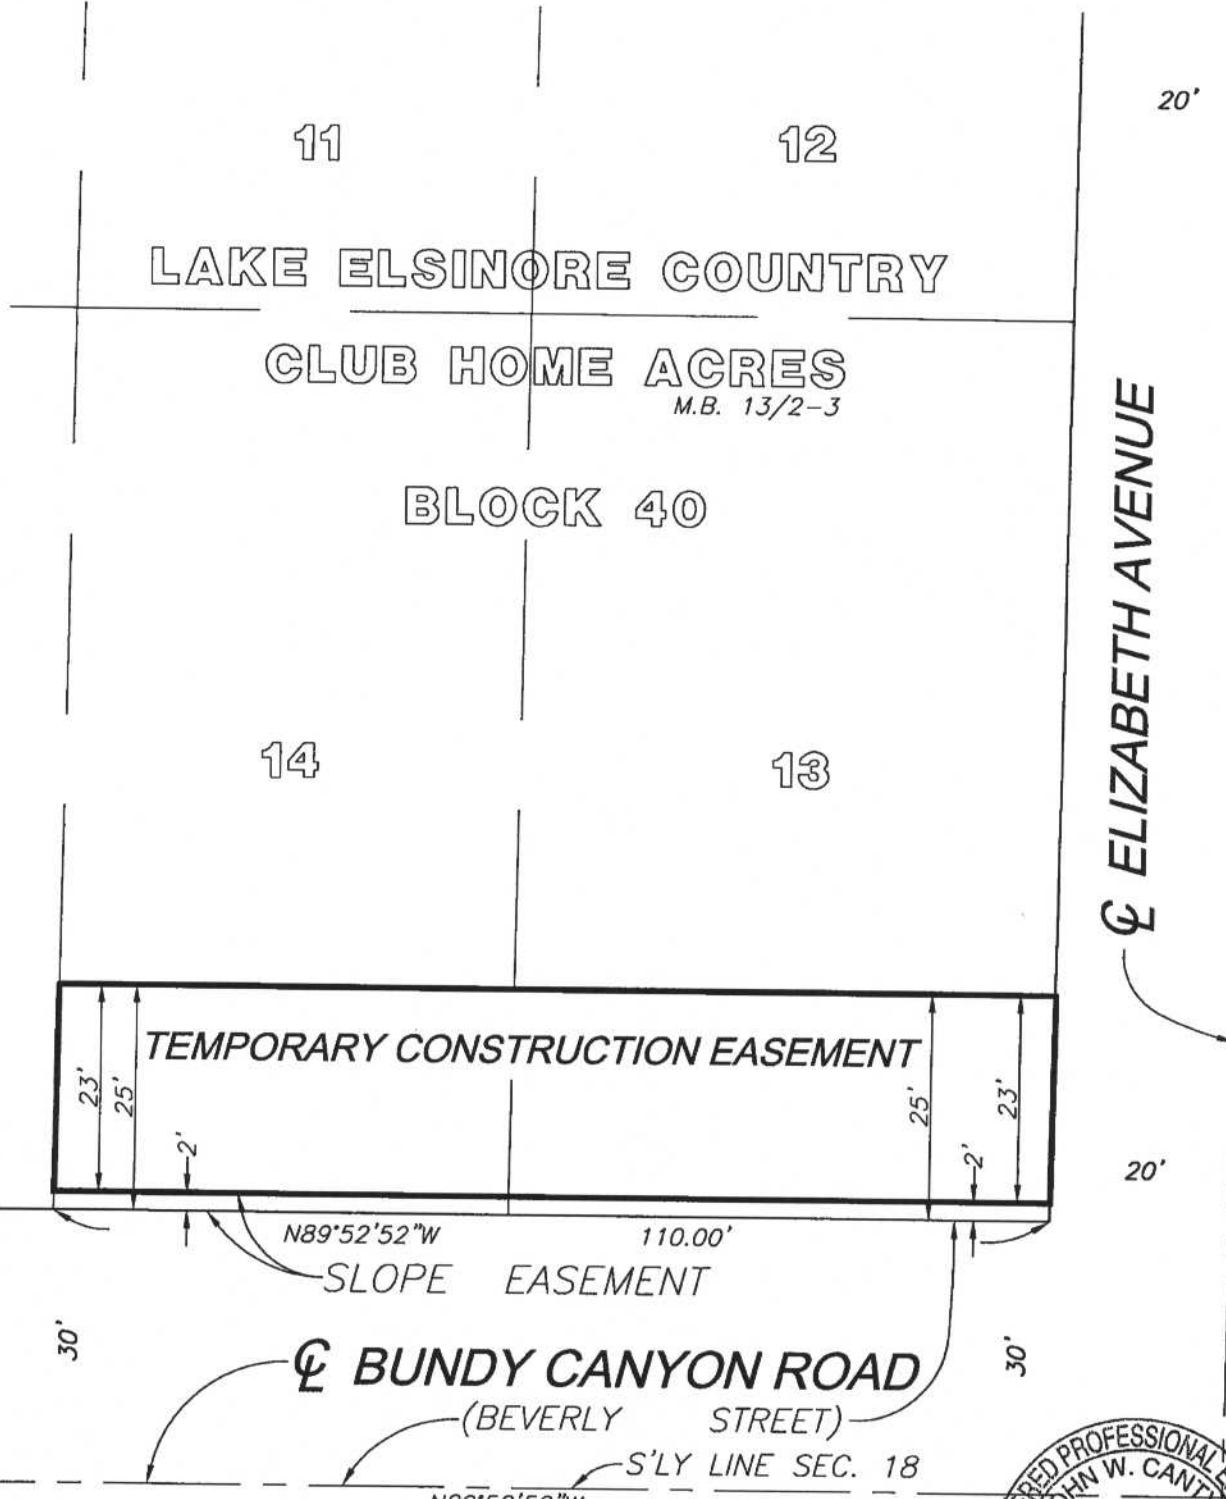 20'
11
12
LAKE ELSINORE COUNTRY
CLUB HOME ACRES
M.B. 13/2-3
BLOCK 40
℄ ELIZABETH AVENUE
14
13
TEMPORARY CONSTRUCTION EASEMENT
23'
25'
2'
25'
23'
2'
20'
N89°52'52"W
110.00'
SLOPE EASEMENT
30'
30'
℄ BUNDY CANYON ROAD
(BEVERLY STREET)
S'LY LINE SEC. 18
PROFESSIONAL
W.